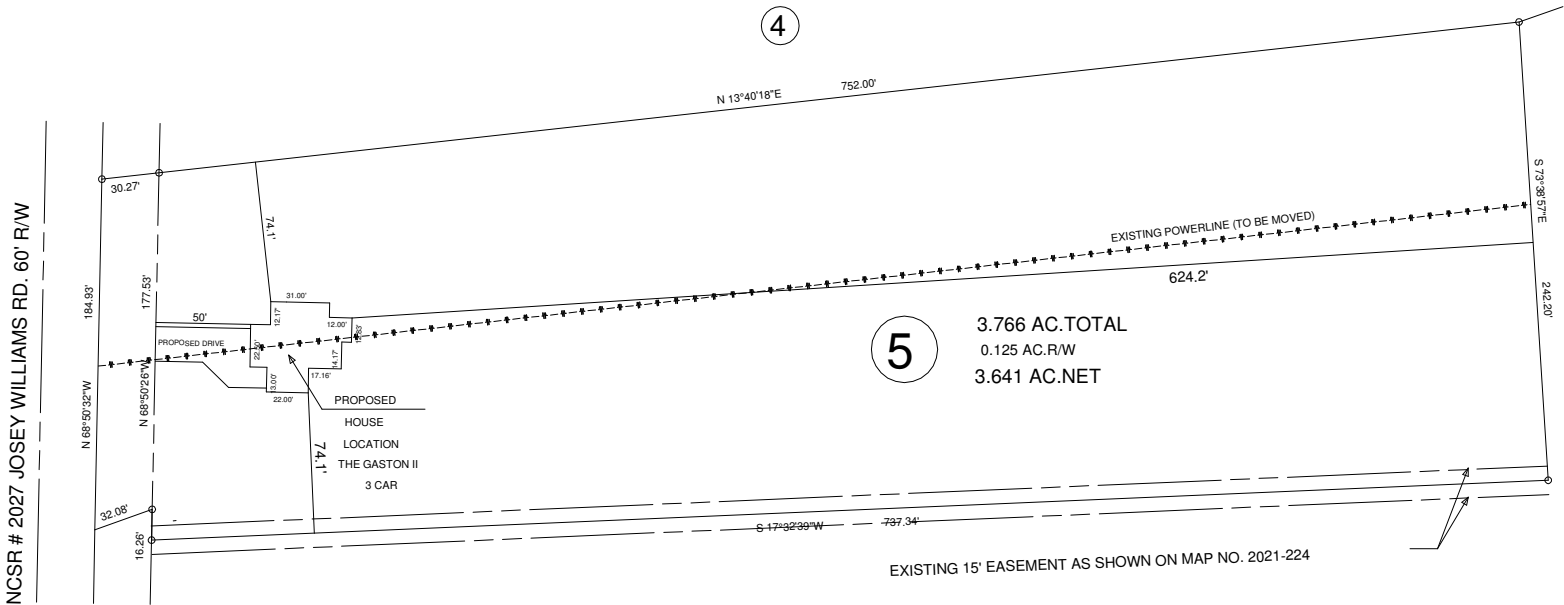 4
N 13°40'18"E
752.00'
30.27'
74.1'
S 73°38'57"E
NCSR # 2027 JOSEY WILLIAMS RD. 60' R/W
184.93'
177.53'
EXISTING POWERLINE (TO BE MOVED)
624.2'
242.20'
31.00'
12.17'
12.00'
50'
PROPOSED DRIVE
14.17'
17.16'
22.00'
N 68°50'32"W
N 68°50'26"W
5
3.766 AC.TOTAL
0.125 AC.R/W
3.641 AC.NET
PROPOSED
HOUSE
LOCATION
THE GASTON II
3 CAR
74.1'
32.08'
16.26'
S 17°32'39"W
737.34'
EXISTING 15' EASEMENT AS SHOWN ON MAP NO. 2021-224